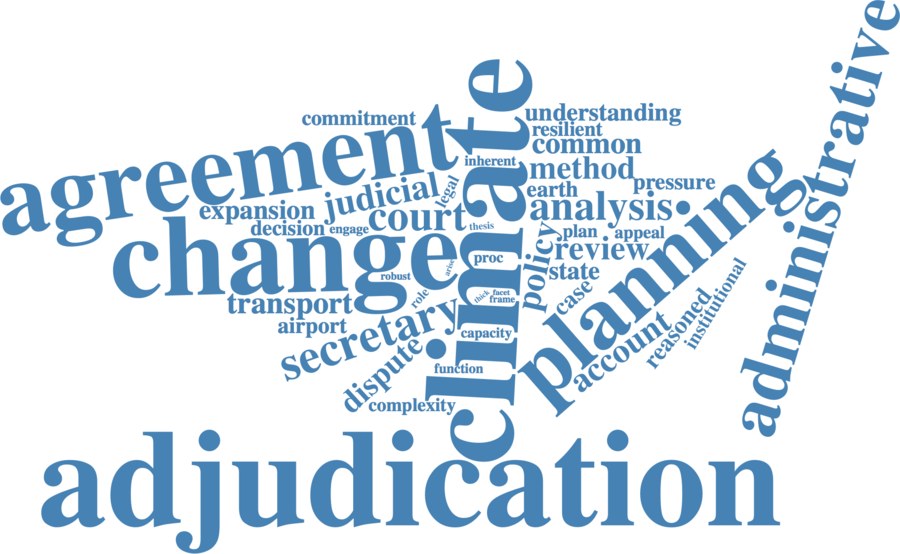 administrative
climate
commitment
agreement
understanding
resilient
common
inherent
method
judicial
legal
earth
pressure
expansion
court
analysis
decision
engage
thesis
plan
appeal
change
policy
review
planning
proc
state
robust
arise
role
thick
facet
frame
case
transport
airport
secretary
capacity
account
reasoned
institutional
dispute
function
complexity
adjudication